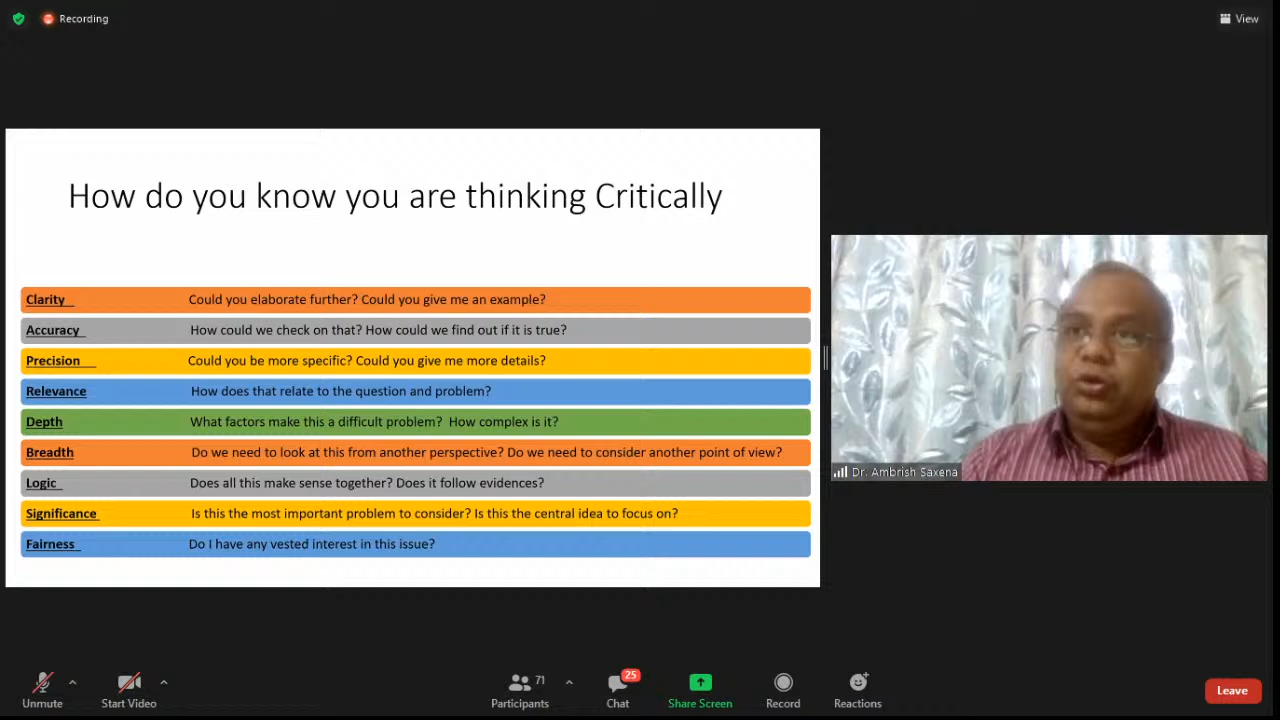 Recording
View
How do you know you are thinking Critically
Clarity Could you elaborate further? Could you give me an example?
Accuracy How could we check on that? How could we find out if it is true?
Precision Could you be more specific? Could you give me more details?
Relevance How does that relate to the question and problem?
Depth What factors make this a difficult problem? How complex is it?
Breadth Do we need to look at this from another perspective? Do we need to consider another point of view?
Logic Does all this make sense together? Does it follow evidences?
Significance Is this the most important problem to consider? Is this the central idea to focus on?
Fairness Do I have any vested interest in this issue?
Dr. Ambrish Saxena
71
25
Unmute Start Video Participants Chat Share Screen Record Reactions Leave